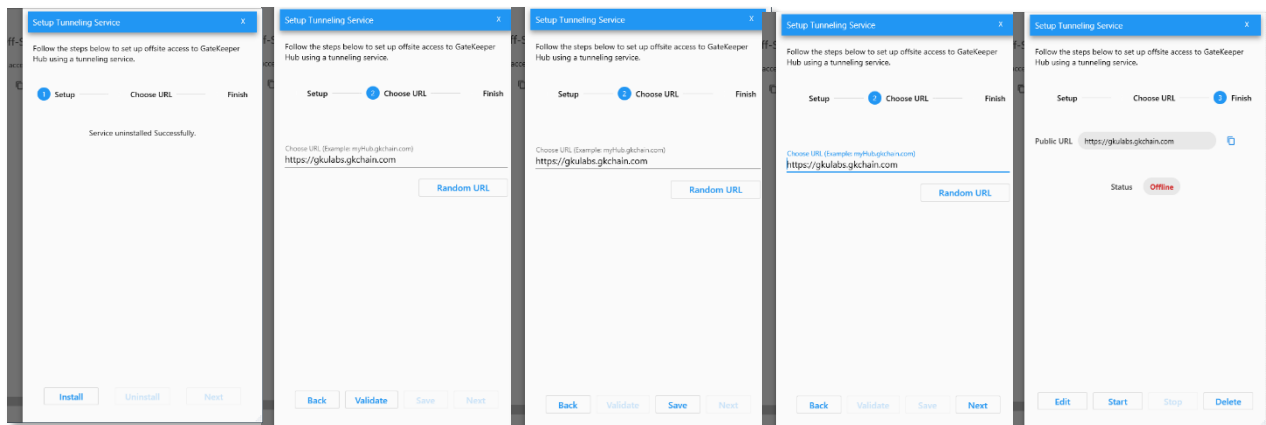 Setup Tunneling Service X
Follow the steps below to set up offsite access to GateKeeper
Hub using a tunneling service.
1 Setup Choose URL Finish
Service uninstalled Successfully.
Install Uninstall Next
Setup Tunneling Service X
Follow the steps below to set up offsite access to GateKeeper
Hub using a tunneling service.
Setup 2 Choose URL Finish
Choose URL (Example: myHub.gkchain.com)
https://gkulabs.gkchain.com
Random URL
Back Validate Save Next
Setup Tunneling Service X
Follow the steps below to set up offsite access to GateKeeper
Hub using a tunneling service.
Setup 2 Choose URL Finish
Choose URL (Example: myHub.gkchain.com)
https://gkulabs.gkchain.com
Random URL
Back Validate Save Next
Setup Tunneling Service X
Follow the steps below to set up offsite access to GateKeeper
Hub using a tunneling service.
Setup 2 Choose URL Finish
Choose URL (Example: myHub.gkchain.com)
https://gkulabs.gkchain.com
Random URL
Back Validate Save Next
Setup Tunneling Service X
Follow the steps below to set up offsite access to GateKeeper
Hub using a tunneling service.
Setup Choose URL 3 Finish
Public URL https://gkulabs.gkchain.com
Status Offline
Edit Start Stop Delete